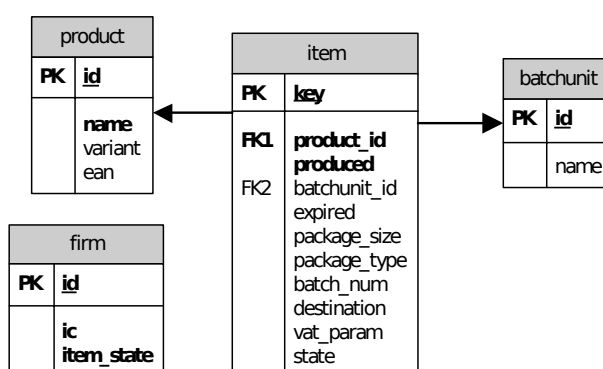 product
PK id
name
variant
ean
item
PK key
FK1 product_id
produced
FK2 batchunit_id
expired
package_size
package_type
batch_num
destination
vat_param
state
batchunit
PK id
name
firm
PK id
ic
item_state